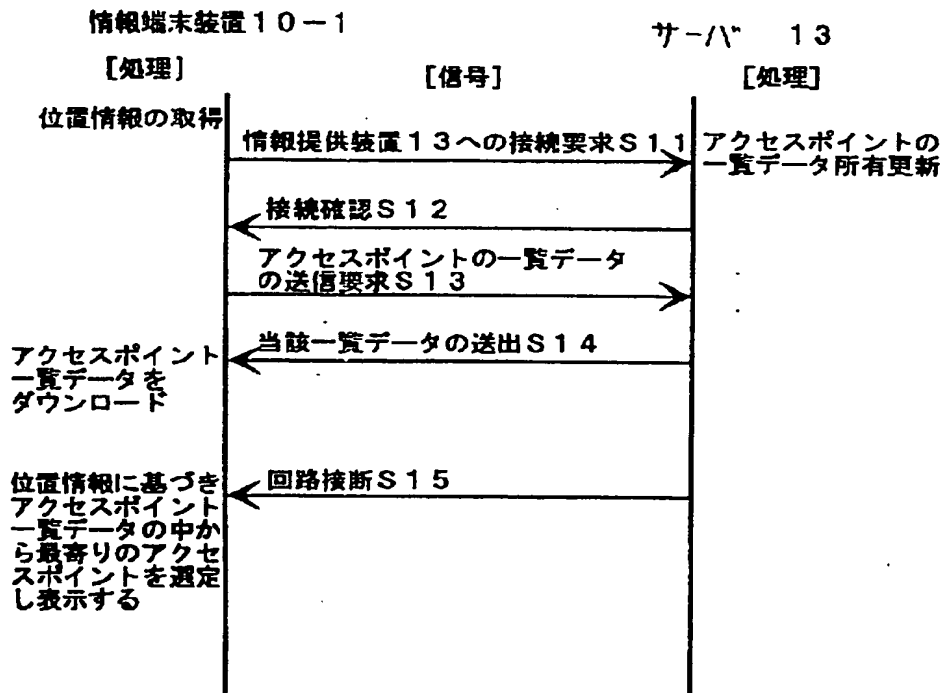 情報端末装置10-1
サーバ 13
[処理]
[信号]
[処理]
位置情報の取得
情報提供装置13への接続要求S11
アクセスポイントの
一覧データ所有更新
接続確認S12
アクセスポイントの一覧データ
の送信要求S13
当該一覧データの送出S14
アクセスポイント
一覧データを
ダウンロード
回路接断S15
位置情報に基づき
アクセスポイント
一覧データの中か
ら最寄りのアクセ
スポイントを選定
し表示する